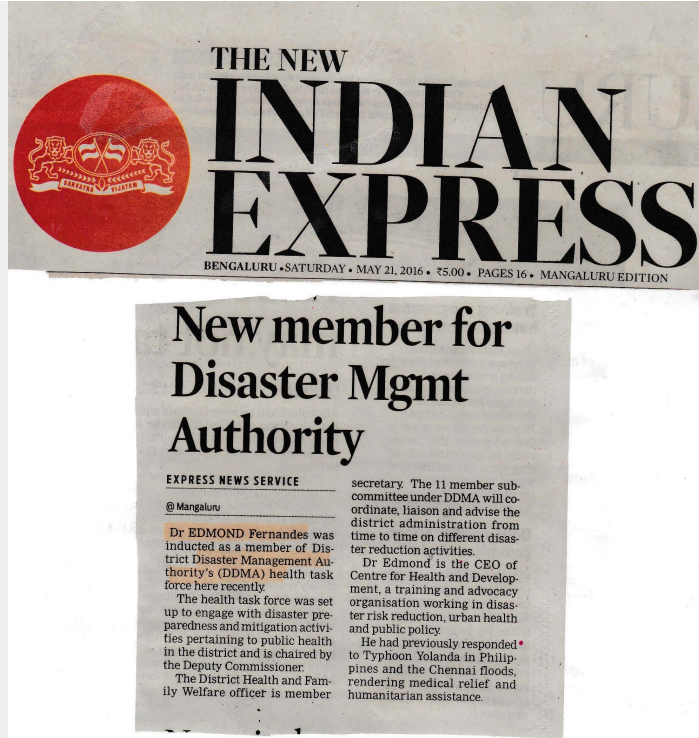 THE NEW
INDIAN
EXPRESS
SARVATRA VIJAYAM
BENGALURU • SATURDAY • MAY 21, 2016 • ₹5.00 • PAGES 16 • MANGALURU EDITION
New member for
Disaster Mgmt
Authority
EXPRESS NEWS SERVICE
@ Mangaluru
Dr EDMOND Fernandes was
inducted as a member of Dis-
trict Disaster Management Au-
thority's (DDMA) health task
force here recently.
The health task force was set
up to engage with disaster pre-
paredness and mitigation activi-
ties pertaining to public health
in the district and is chaired by
the Deputy Commissioner.
The District Health and Fam-
ily Welfare officer is member
secretary. The 11 member sub-
committee under DDMA will co-
ordinate, liaison and advise the
district administration from
time to time on different disas-
ter reduction activities.
Dr Edmond is the CEO of
Centre for Health and Develop-
ment, a training and advocacy
organisation working in disas-
ter risk reduction, urban health
and public policy.
He had previously responded
to Typhoon Yolanda in Philip-
pines and the Chennai floods,
rendering medical relief and
humanitarian assistance.